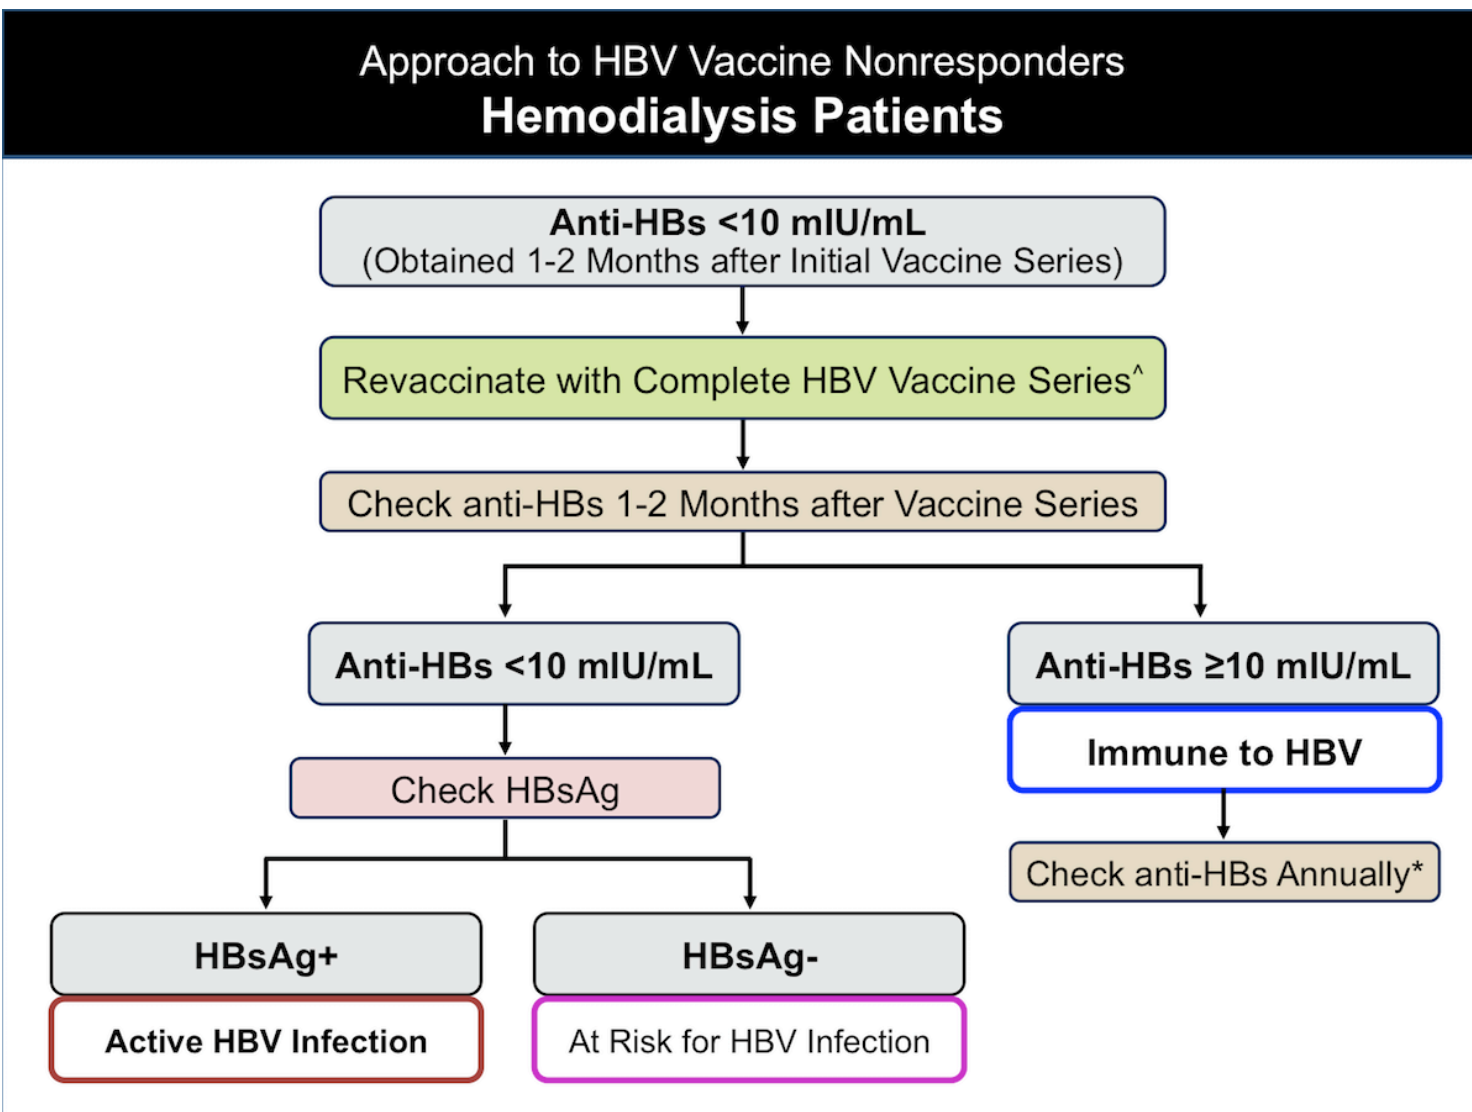 Approach to HBV Vaccine Nonresponders
Hemodialysis Patients
Anti-HBs <10 mIU/mL
(Obtained 1-2 Months after Initial Vaccine Series)
Revaccinate with Complete HBV Vaccine Series^
Check anti-HBs 1-2 Months after Vaccine Series
Anti-HBs <10 mIU/mL
Anti-HBs ≥10 mIU/mL
Immune to HBV
Check HBsAg
Check anti-HBs Annually*
HBsAg+
HBsAg-
Active HBV Infection
At Risk for HBV Infection